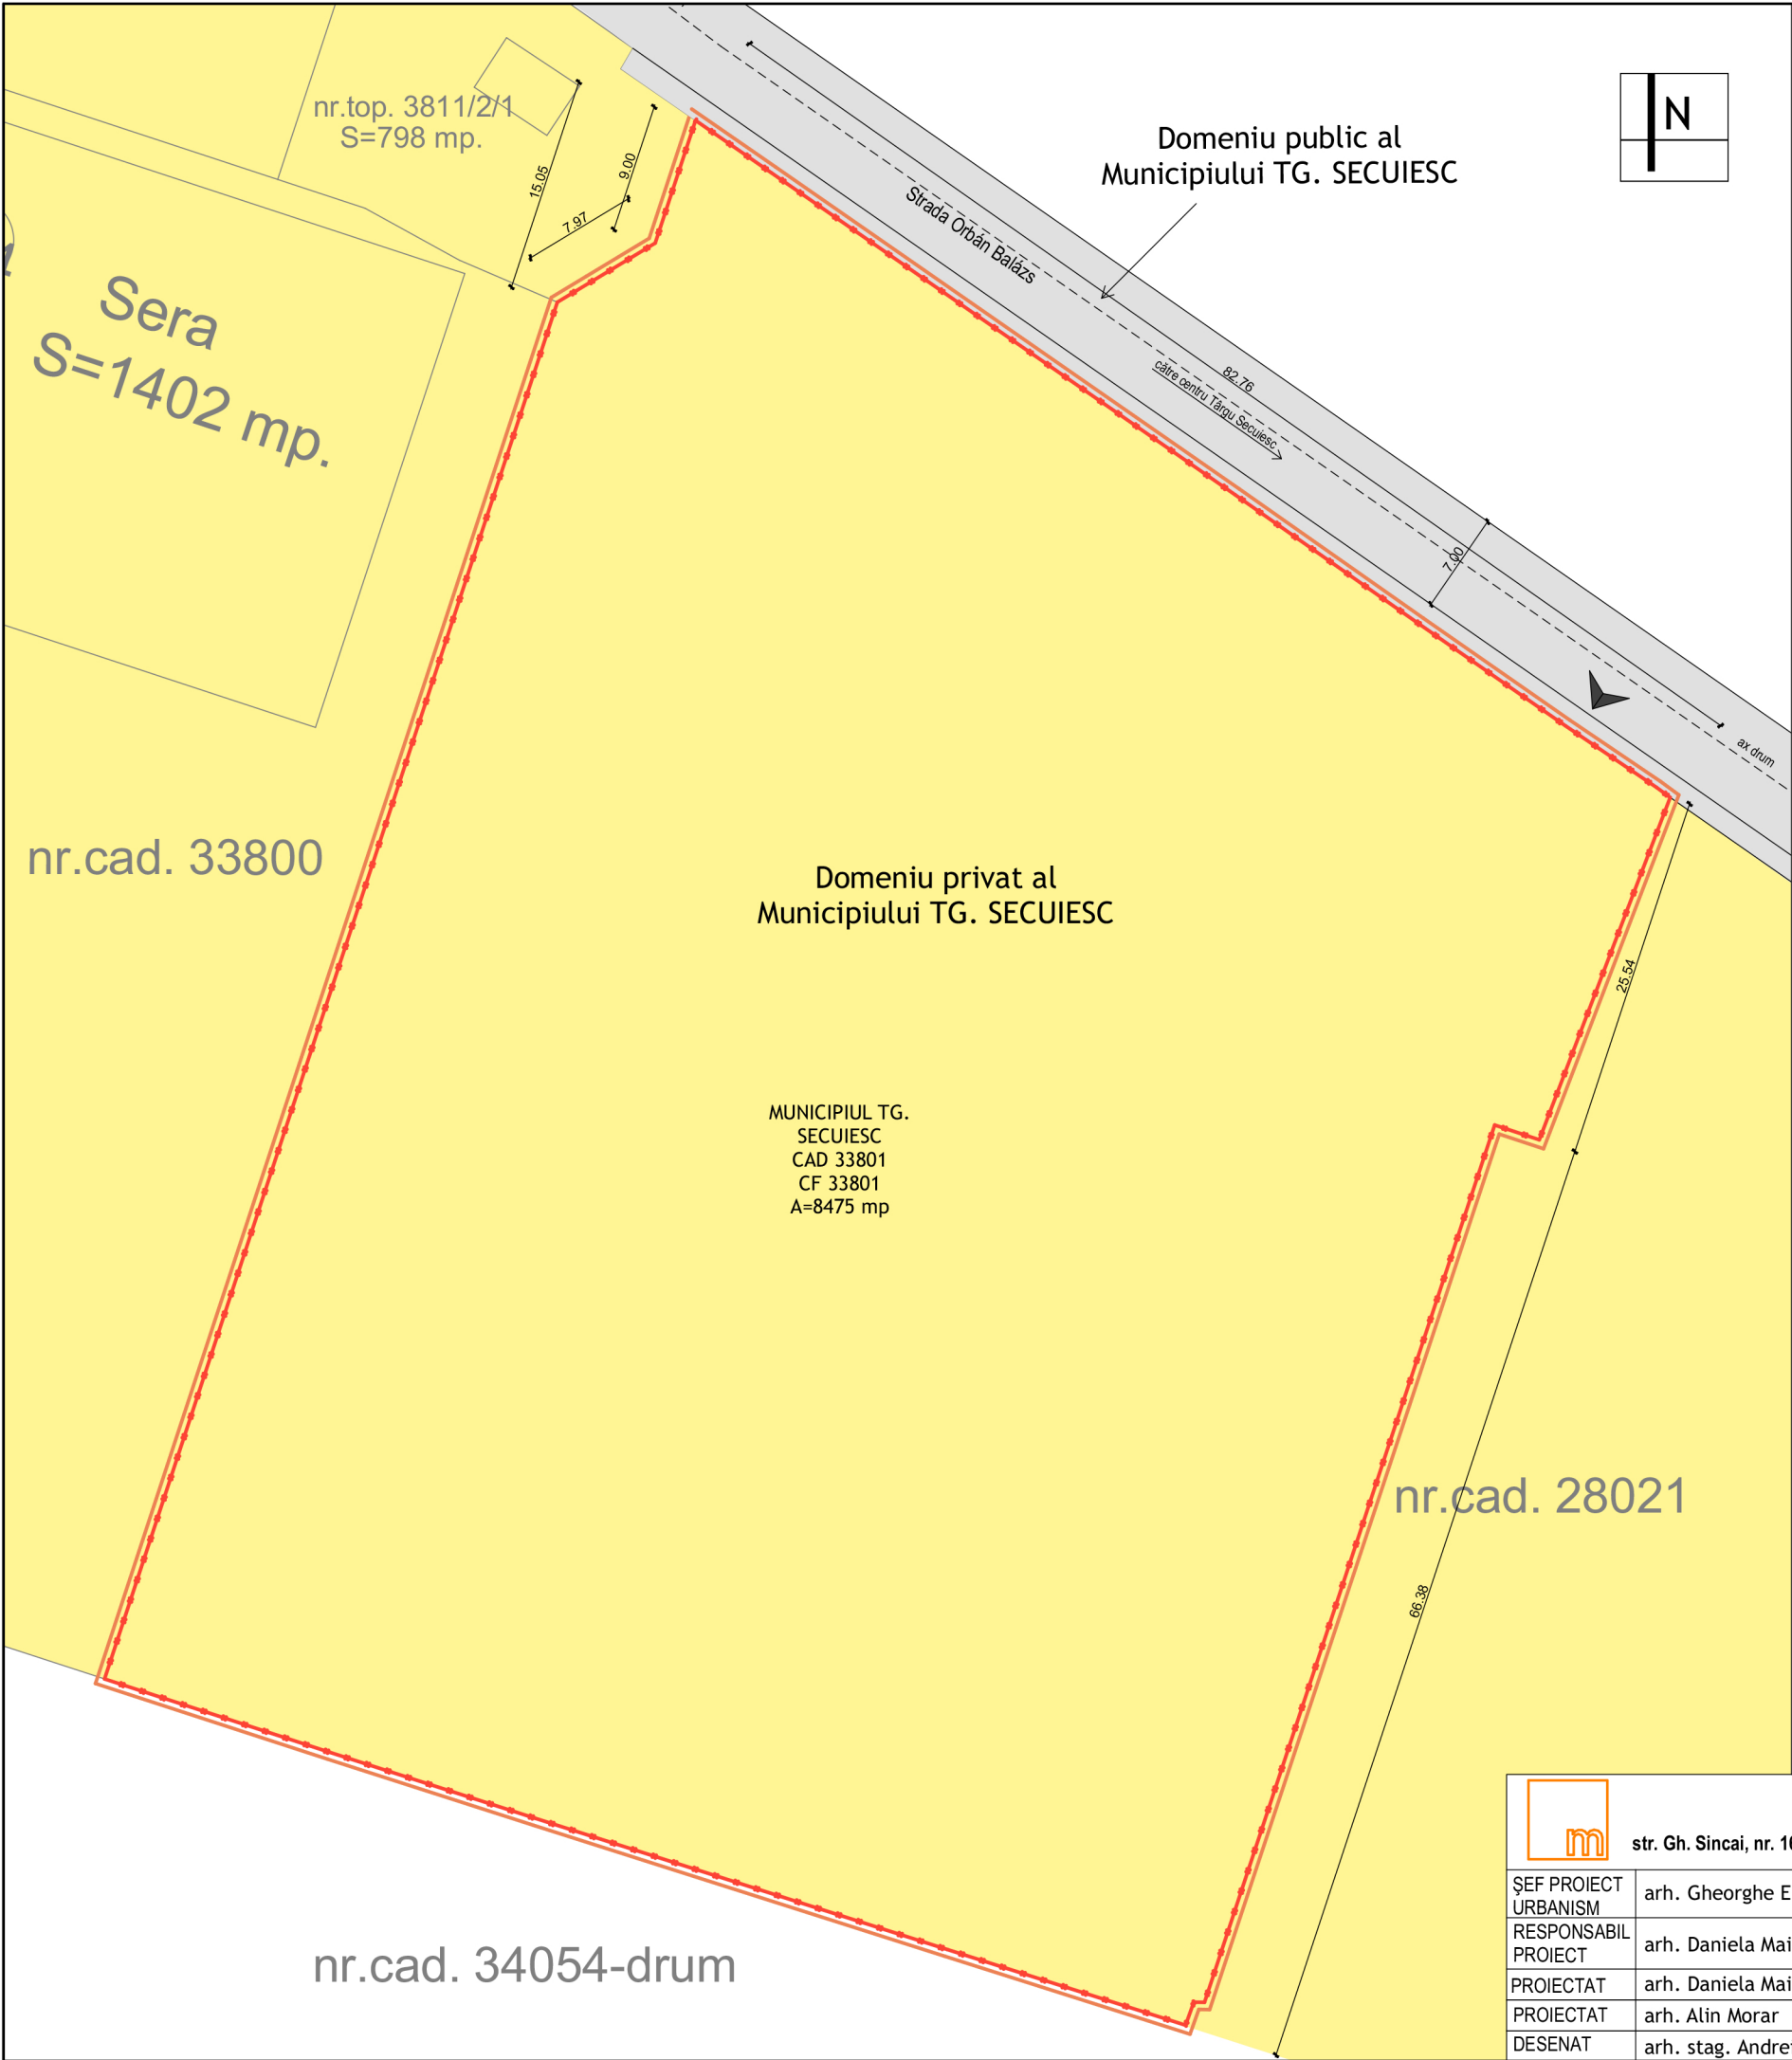 nr.top. 3811/2/1
S=798 mp.
15.05
9.00
7.97
Domeniu public al
Municipiului TG. SECUIESC
N
Strada Orbán Balázs
82.76
către centru Târgu Secuiesc
7.00
ax drum
Sera
S=1402 mp.
nr.cad. 33800
Domeniu privat al
Municipiului TG. SECUIESC
25.54
MUNICIPIUL TG.
SECUIESC
CAD 33801
CF 33801
A=8475 mp
nr.cad. 28021
66.38
nr.cad. 34054-drum
m
str. Gh. Sincai, nr.
ŞEF PROIECT
URBANISM
arh. Gheorghe
RESPONSABIL
PROIECT
arh. Daniela
PROIECTAT
arh. Daniela
PROIECTAT
arh. Alin Morar
DESENAT
arh. stag.